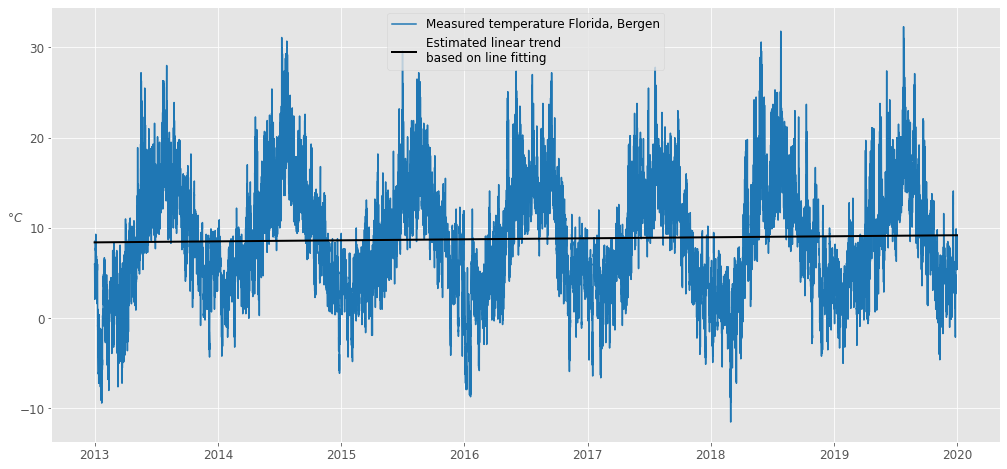 Measured temperature Florida, Bergen
Estimated linear trend
based on line fitting
30
20
10
°C
0
−10
2013 2014 2015 2016 2017 2018 2019 2020